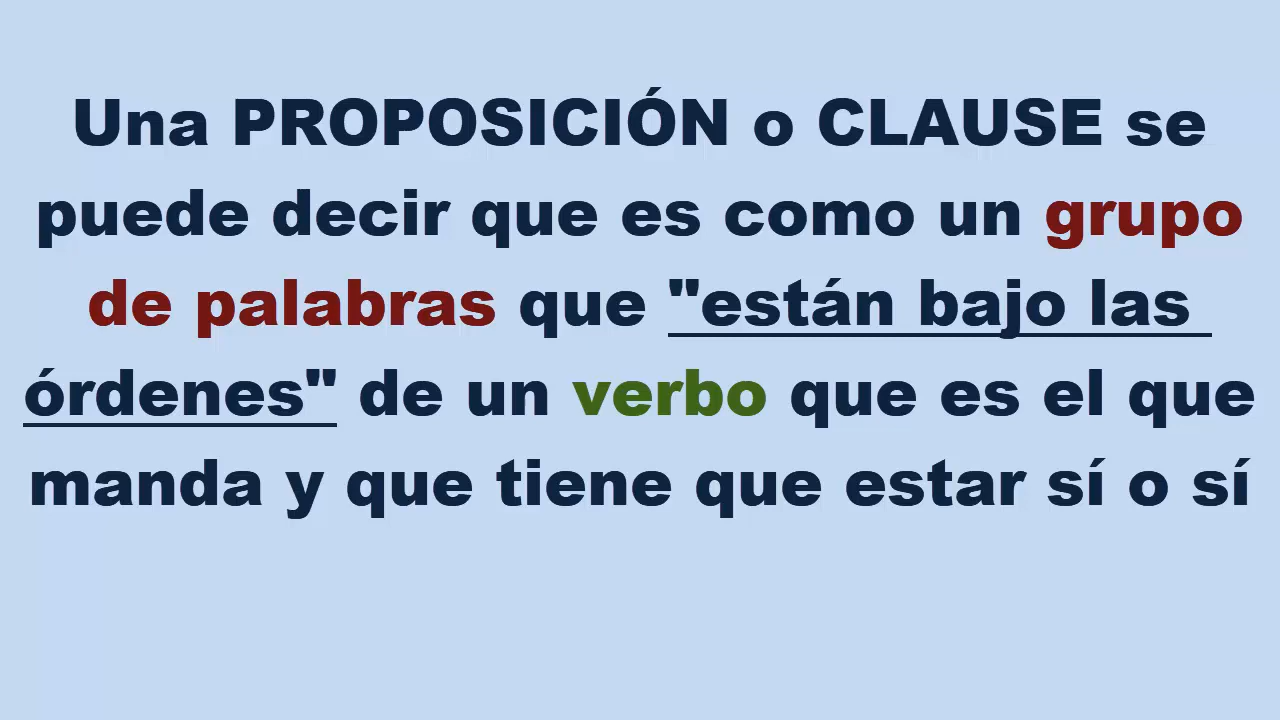 Una PROPOSICIÓN o CLAUSE se
puede decir que es como un grupo
de palabras que "están bajo las
órdenes" de un verbo que es el que
manda y que tiene que estar sí o sí